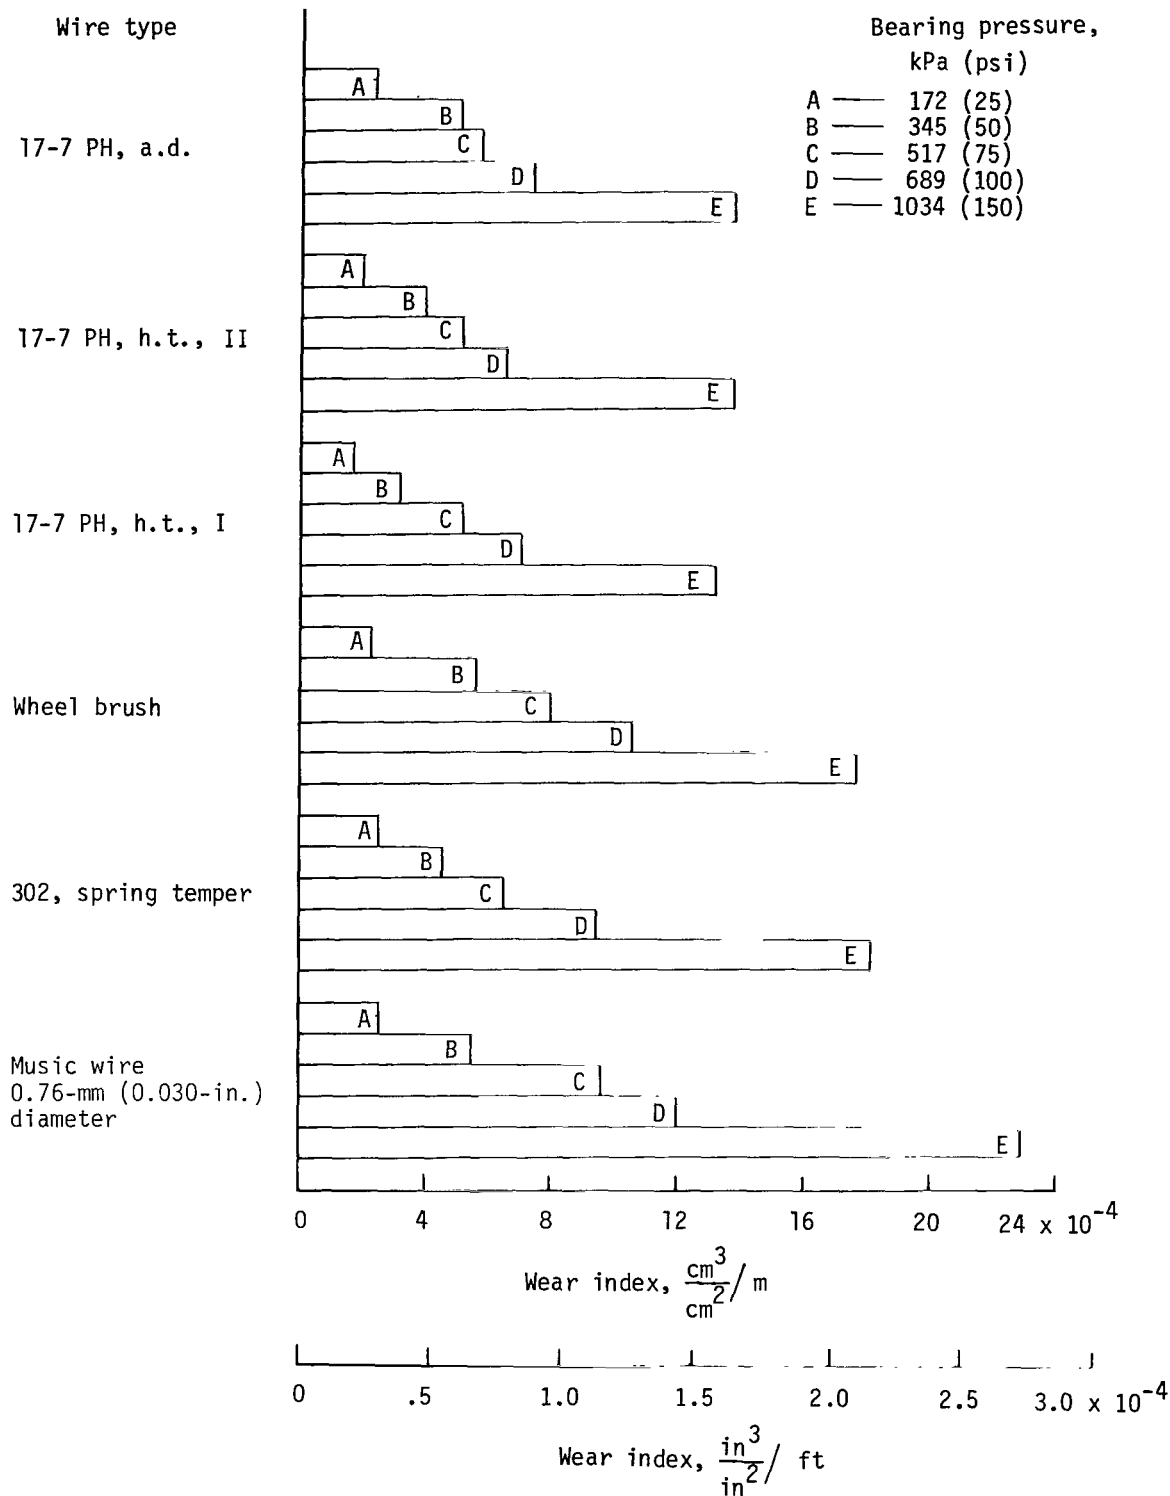 Wire type
Bearing pressure,
kPa (psi)
A — 172 (25)
B — 345 (50)
C — 517 (75)
D — 689 (100)
E — 1034 (150)
17-7 PH, a.d.
A
B
C
D
E
17-7 PH, h.t., II
A
B
C
D
E
17-7 PH, h.t., I
A
B
C
D
E
Wheel brush
A
B
C
D
E
302, spring temper
A
B
C
D
E
Music wire
0.76-mm (0.030-in.)
diameter
A
B
C
D
E
0 4 8 12 16 20 24 x 10^-4
Wear index, cm^3/cm^2 / m
0 .5 1.0 1.5 2.0 2.5 3.0 x 10^-4
Wear index, in^3/in^2 / ft